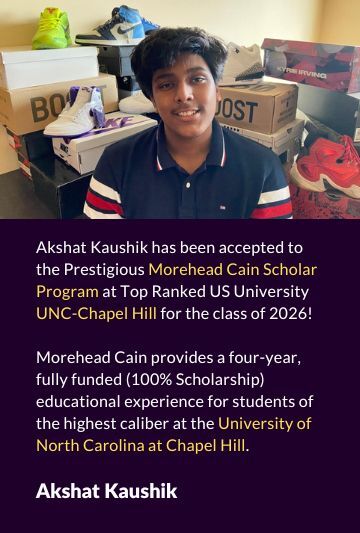 BOOST
OOST
KYRIE IRVING
Akshat Kaushik has been accepted to
the Prestigious Morehead Cain Scholar
Program at Top Ranked US University
UNC-Chapel Hill for the class of 2026!
Morehead Cain provides a four-year,
fully funded (100% Scholarship)
educational experience for students of
the highest caliber at the University of
North Carolina at Chapel Hill.
Akshat Kaushik